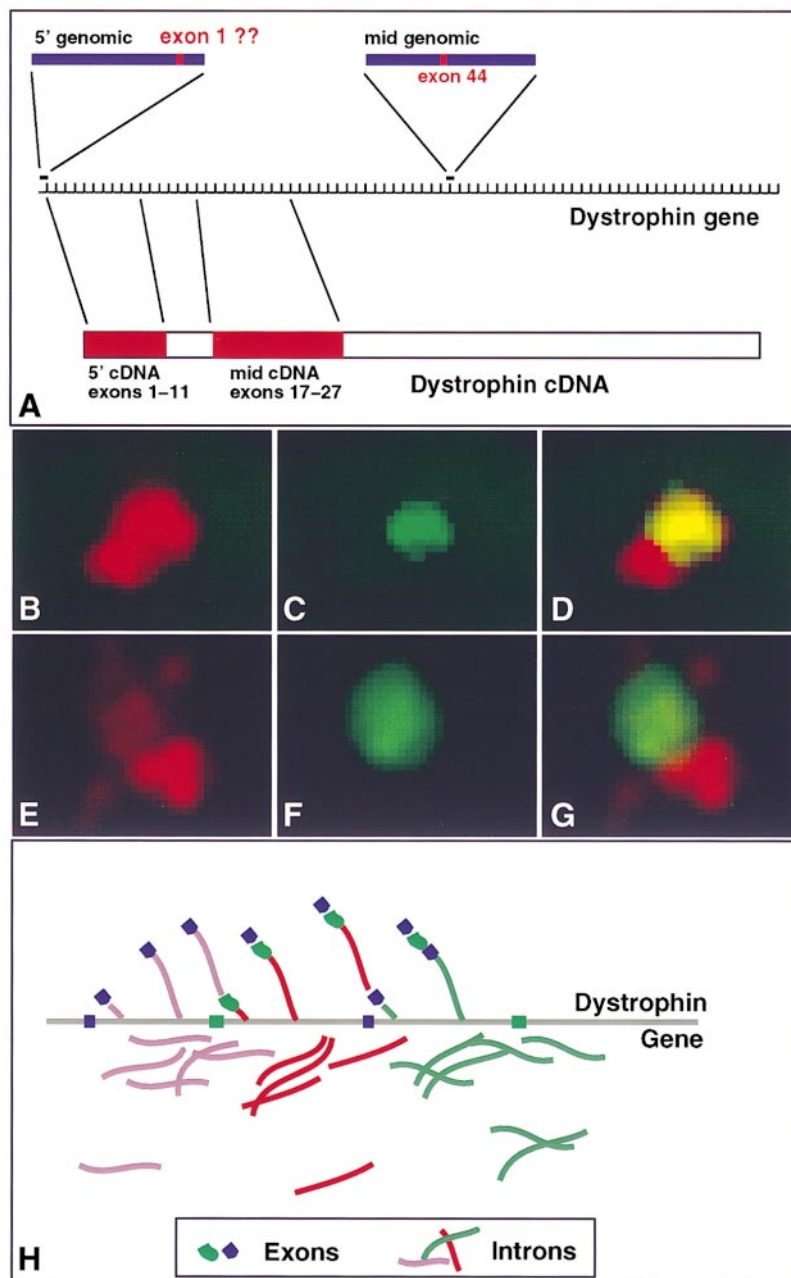 5' genomic
exon 1 ??
mid genomic
exon 44
Dystrophin gene
5' cDNA
exons 1–11
mid cDNA
exons 17–27
Dystrophin cDNA
A
B
C
D
E
F
G
Dystrophin
Gene
Exons
Introns
H